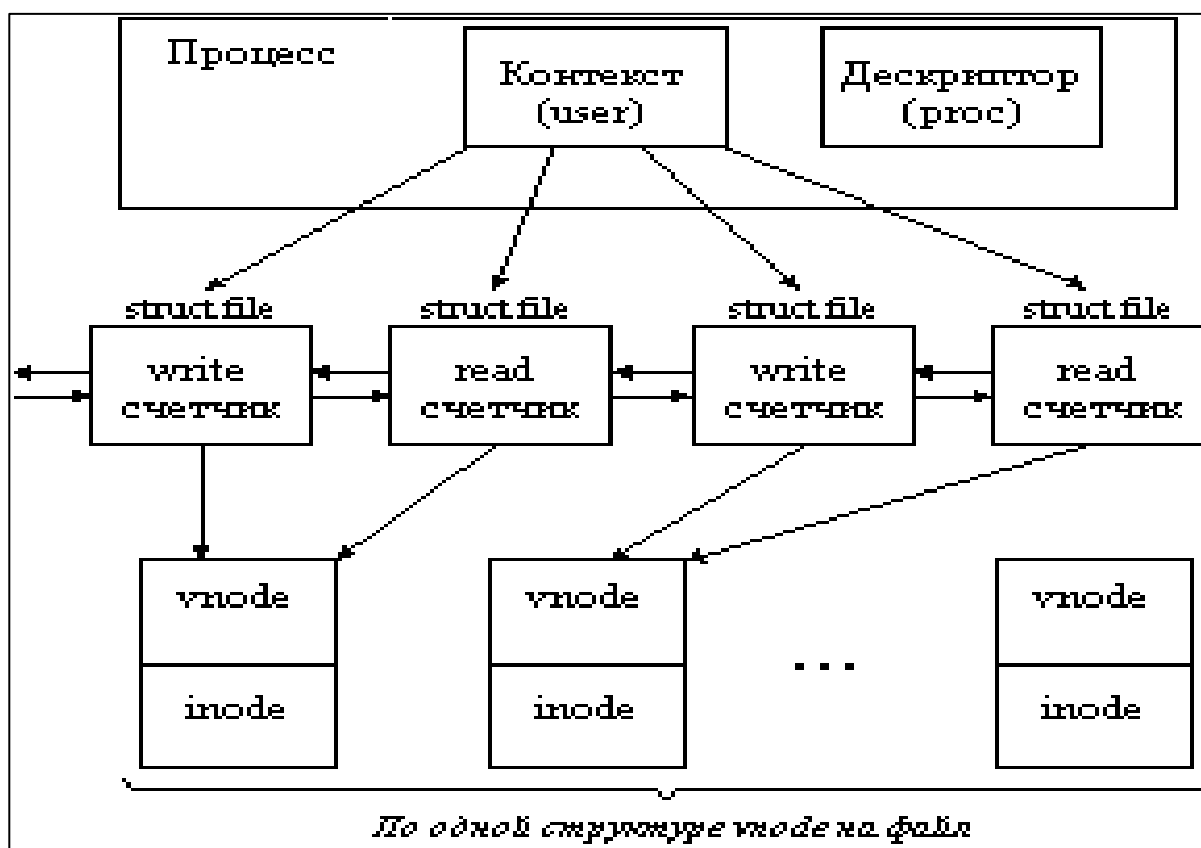 Процесс
Контекст
(user)
Дескриптор
(proc)
struct file
struct file
struct file
struct file
write
счетчик
read
счетчик
write
счетчик
read
счетчик
vnode
vnode
vnode
...
inode
inode
inode
По одной структуре vnode на файл